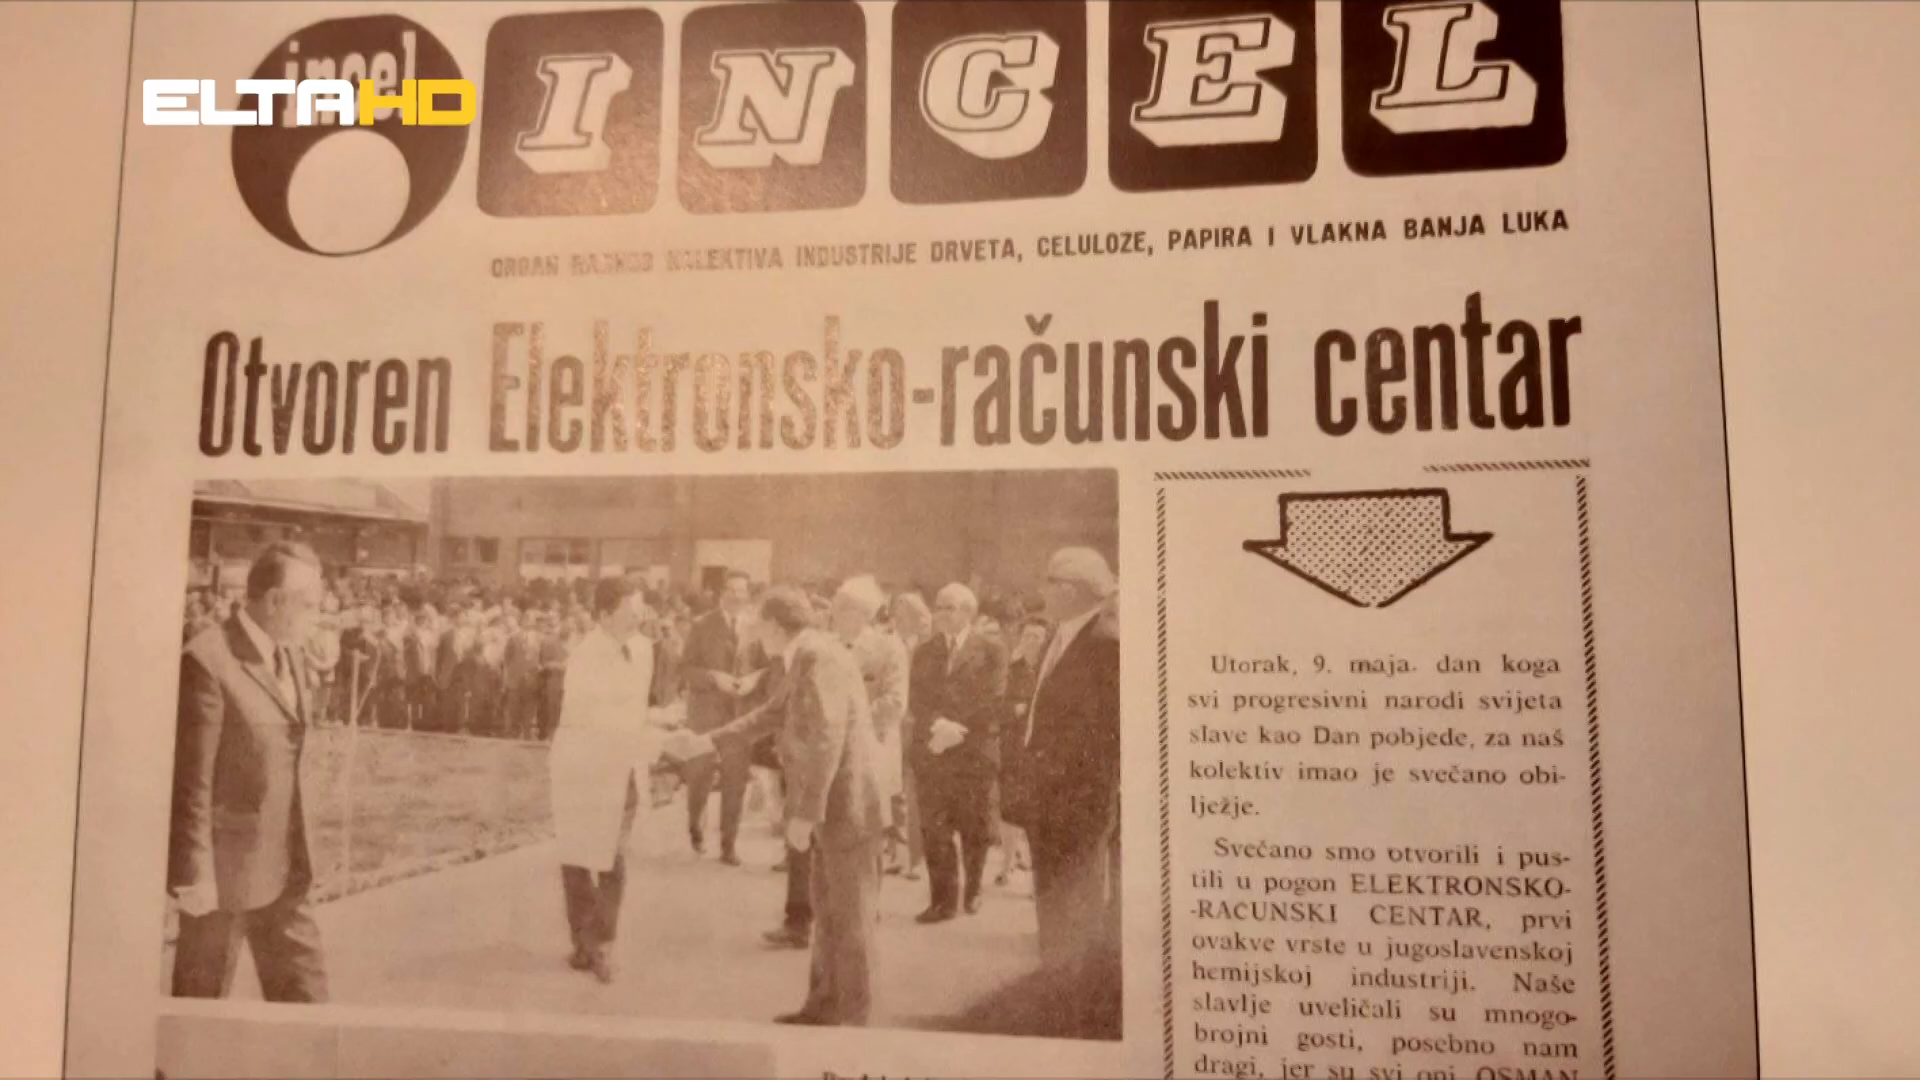 incel
ELTAHD
INCEL
ORGAN RADNOG KOLEKTIVA INDUSTRIJE DRVETA, CELULOZE, PAPIRA I VLAKNA BANJA LUKA
Otvoren Elektronsko-računski centar
Utorak, 9. maja. dan koga
svi progresivni narodi svijeta
slave kao Dan pobjede, za naš
kolektiv imao je svečano obi-
lježje.
Svečano smo otvorili i pus-
tili u pogon ELEKTRONSKO-
-RAČUNSKI CENTAR, prvi
ovakve vrste u jugoslavenskoj
hemijskoj industriji. Naše
slavlje uveličali su mnogo-
brojni gosti, posebno nam
dragi, jer su svi oni OSMAN